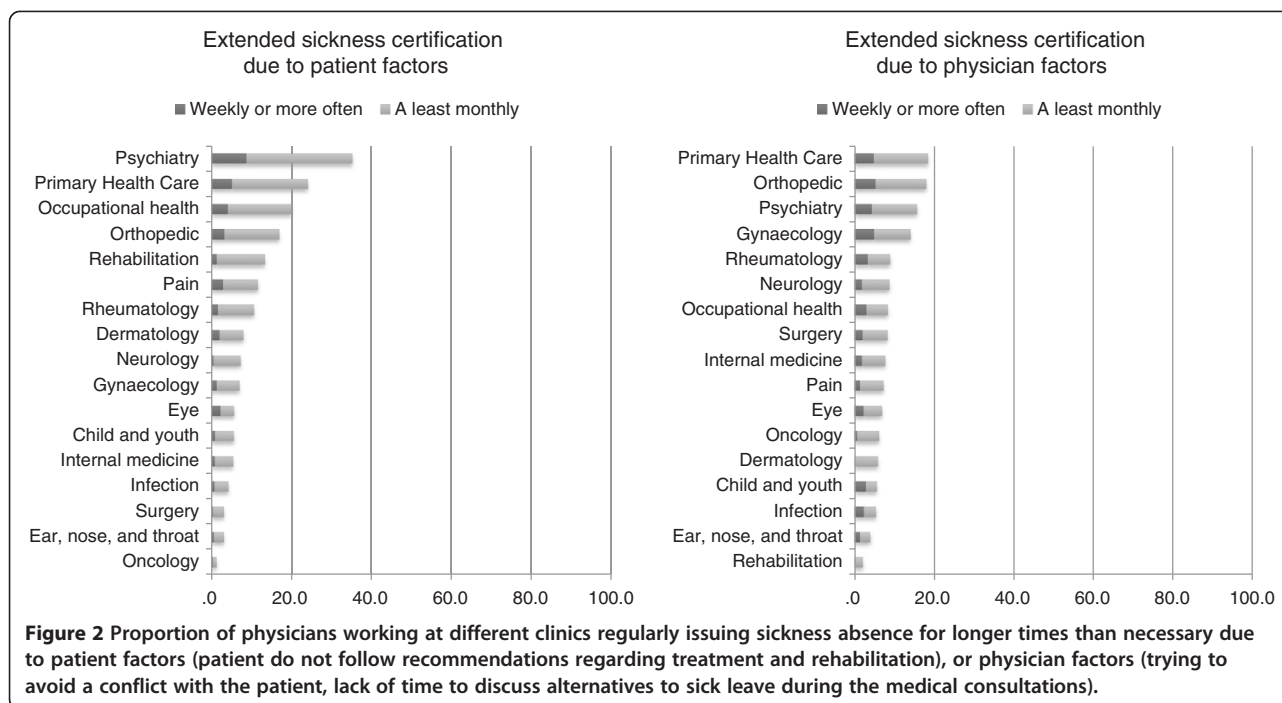 Extended sickness certification
due to patient factors
Weekly or more often A least monthly
Psychiatry
Primary Health Care
Occupational health
Orthopedic
Rehabilitation
Pain
Rheumatology
Dermatology
Neurology
Gynaecology
Eye
Child and youth
Internal medicine
Infection
Surgery
Ear, nose, and throat
Oncology
.0 20.0 40.0 60.0 80.0 100.0
Extended sickness certification
due to physician factors
Weekly or more often A least monthly
Primary Health Care
Orthopedic
Psychiatry
Gynaecology
Rheumatology
Neurology
Occupational health
Surgery
Internal medicine
Pain
Eye
Oncology
Dermatology
Child and youth
Infection
Ear, nose, and throat
Rehabilitation
.0 20.0 40.0 60.0 80.0 100.0
Figure 2 Proportion of physicians working at different clinics regularly issuing sickness absence for longer times than necessary due
to patient factors (patient do not follow recommendations regarding treatment and rehabilitation), or physician factors (trying to
avoid a conflict with the patient, lack of time to discuss alternatives to sick leave during the medical consultations).